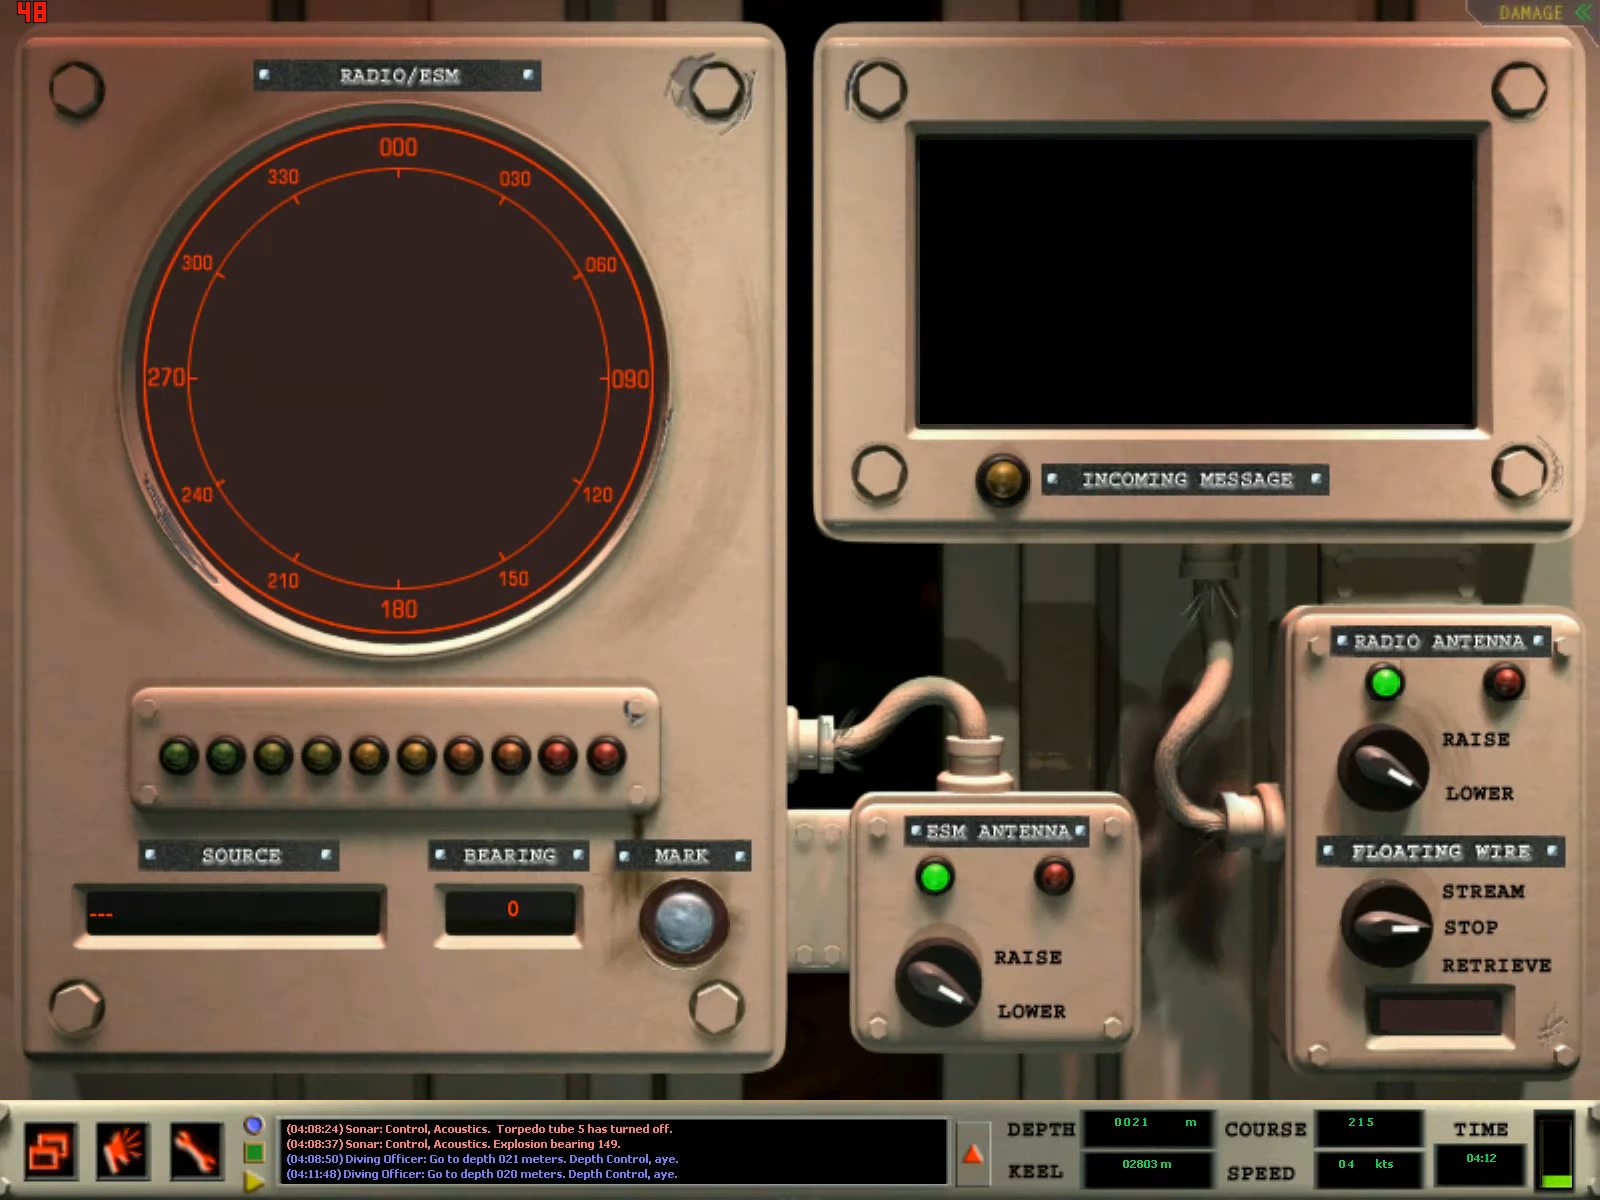 48
DAMAGE
RADIO/ESM
000
330
030
300
060
270
090
240
120
210
150
180
INCOMING MESSAGE
RADIO ANTENNA
RAISE
LOWER
ESM ANTENNA
RAISE
LOWER
FLOATING WIRE
STREAM
STOP
RETRIEVE
SOURCE
BEARING
MARK
---
0
(04:08:24) Sonar: Control, Acoustics. Torpedo tube 5 has turned off.
(04:08:37) Sonar: Control, Acoustics. Explosion bearing 149.
(04:08:50) Diving Officer: Go to depth 021 meters. Depth Control, aye.
(04:11:48) Diving Officer: Go to depth 020 meters. Depth Control, aye.
DEPTH 0021 m
KEEL 02803 m
COURSE 215
SPEED 04 kts
TIME
04:12